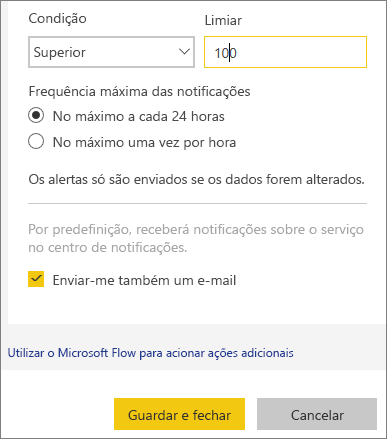 Condição Limiar
Superior 100
Frequência máxima das notificações
No máximo a cada 24 horas
No máximo uma vez por hora
Os alertas só são enviados se os dados forem alterados.
Por predefinição, receberá notificações sobre o serviço
no centro de notificações.
Enviar-me também um e-mail
Utilizar o Microsoft Flow para acionar ações adicionais
Guardar e fechar Cancelar